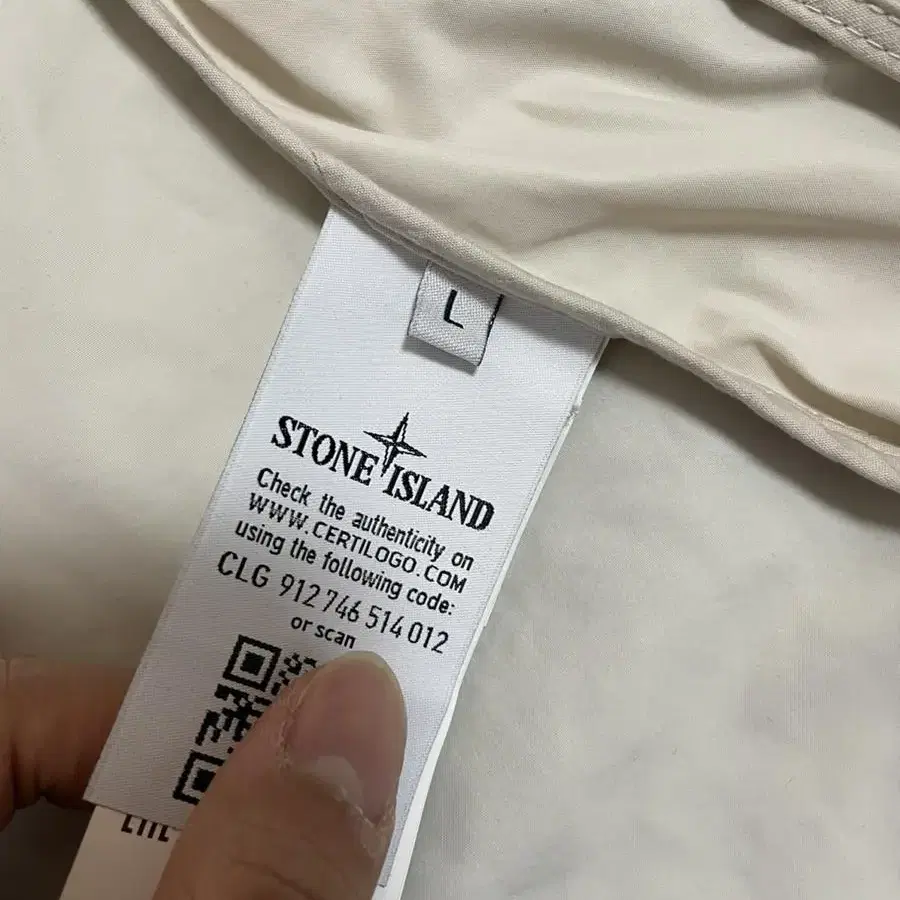 L
STONE ISLAND
Check the authenticity on
WWW.CERTILOGO.COM
using the following code:
CLG 912 746 514 012
or scan